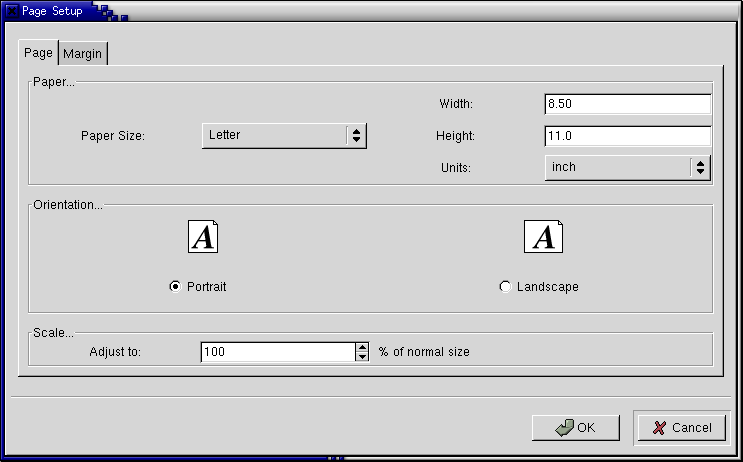 Page Setup
Page Margin
Paper...
Width: 8.50
Paper Size: Letter Height: 11.0
Units: inch
Orientation...
A A
Portrait Landscape
Scale...
Adjust to: 100 % of normal size
OK Cancel